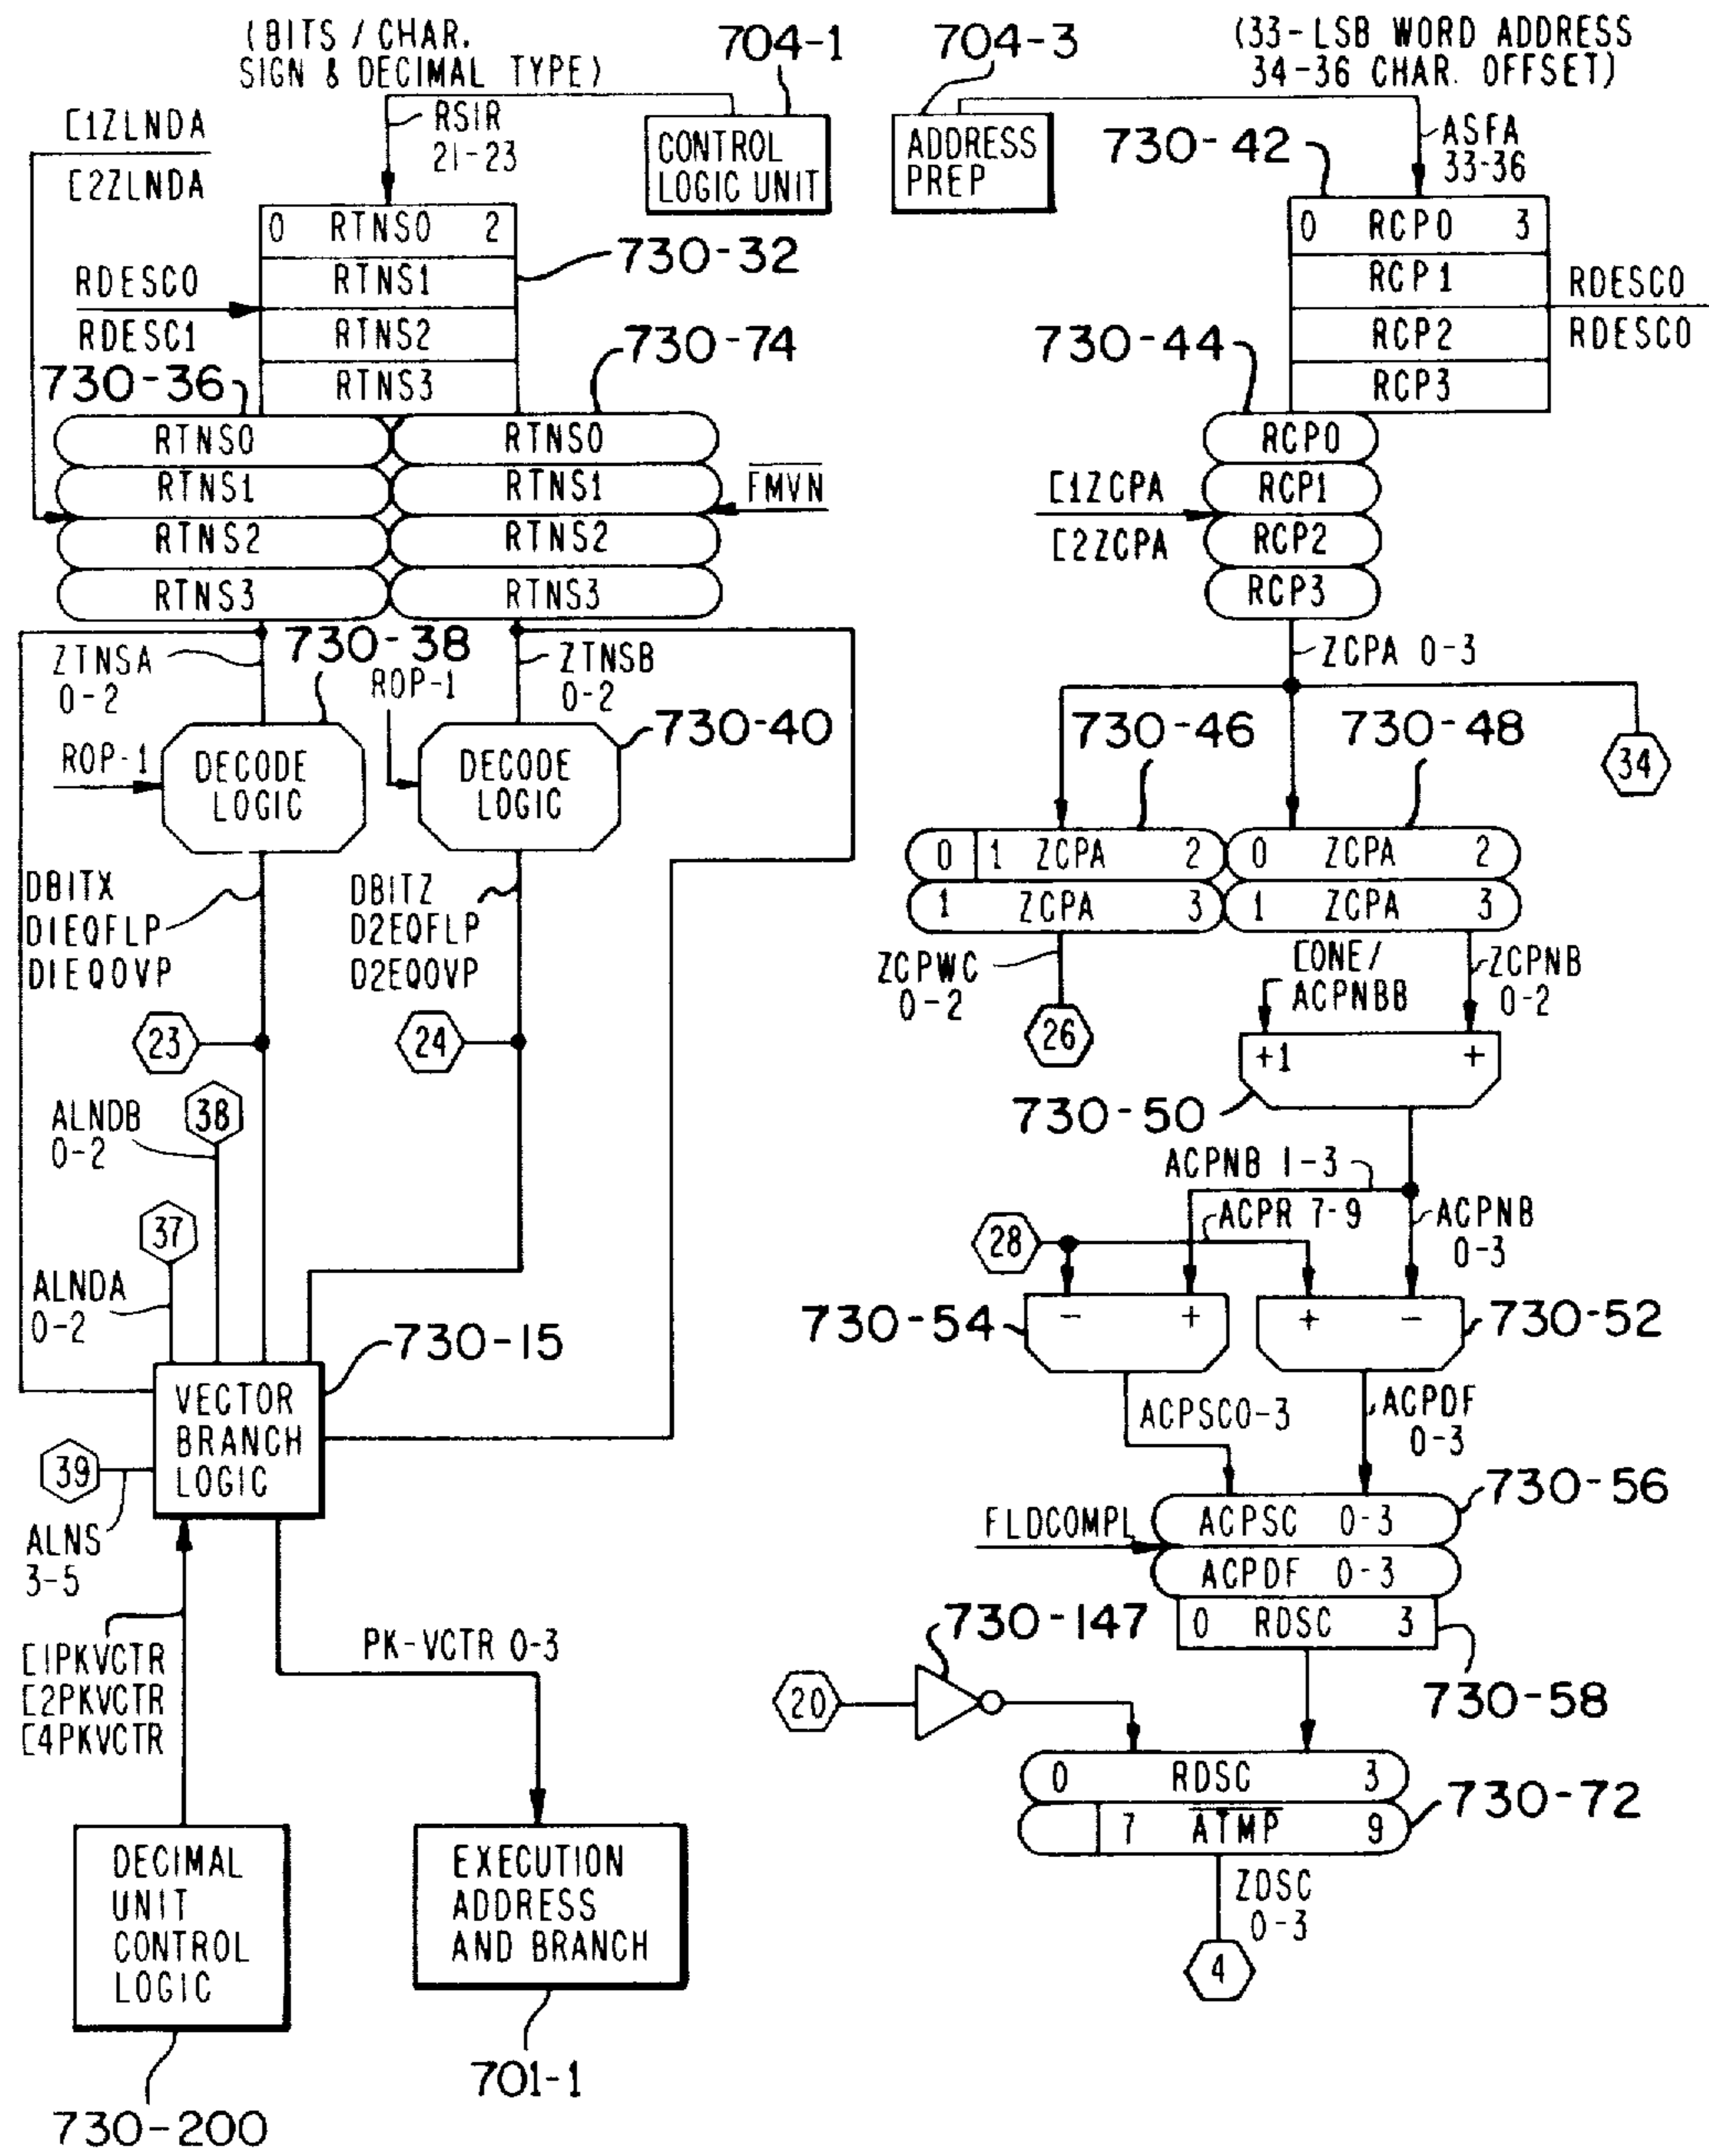 (BITS / CHAR.
SIGN & DECIMAL TYPE)
704-1
704-3
(33-LSB WORD ADDRESS
34-36 CHAR. OFFSET)
[1ZLNDA
[2ZLNDA
RSIR
21-23
CONTROL
LOGIC UNIT
ADDRESS
PREP
730-42
ASFA
33-36
0 RTNS0 2
RTNS1
RTNS2
RTNS3
730-32
RDESC0
RDESC1
0 RCP0 3
RCP1
RCP2
RCP3
RDESC0
RDESC0
730-36
730-74
730-44
RTNS0
RTNS1
RTNS2
RTNS3
RTNS0
RTNS1
RTNS2
RTNS3
FMVN
RCP0
RCP1
RCP2
RCP3
[1ZCPA
[2ZCPA
ZTNSA
0-2
730-38
ROP-1
ZTNSB
0-2
ZCPA 0-3
730-40
ROP-1
DECODE
LOGIC
DECODE
LOGIC
730-46
730-48
34
0 1 ZCPA 2
1 ZCPA 3
0 ZCPA 2
1 ZCPA 3
DBITX
D1EQFLP
D1EQOVP
DBITZ
D2EQFLP
D2EQOVP
ZCPWC
0-2
[ONE/
ACPNBB
ZCPNB
0-2
23
24
26
+1 +
730-50
ALNDB
0-2
38
ACPNB 1-3
ACPR 7-9
ACPNB
0-3
37
28
ALNDA
0-2
730-54
- +
+ -
730-52
730-15
VECTOR
BRANCH
LOGIC
ACPSC0-3
ACPDF
0-3
39
ALNS
3-5
730-56
FLDCOMPL
ACPSC 0-3
ACPDF 0-3
0 RDSC 3
730-58
[1PKVCTR
[2PKVCTR
[4PKVCTR
PK-VCTR 0-3
730-147
20
0 RDSC 3
7 ATMP 9
730-72
ZDSC
0-3
4
DECIMAL
UNIT
CONTROL
LOGIC
EXECUTION
ADDRESS
AND BRANCH
701-1
730-200